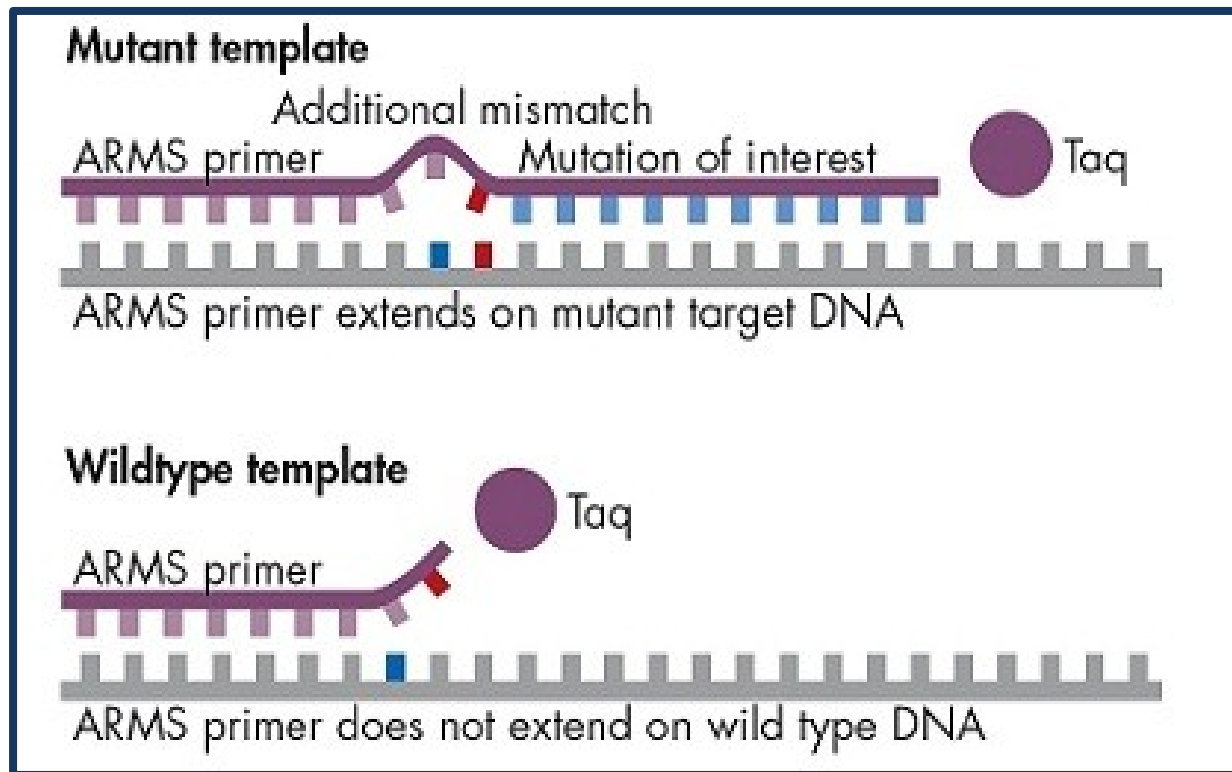 Mutant template
Additional mismatch
ARMS primer
Mutation of interest
Taq
ARMS primer extends on mutant target DNA
Wildtype template
Taq
ARMS primer
ARMS primer does not extend on wild type DNA